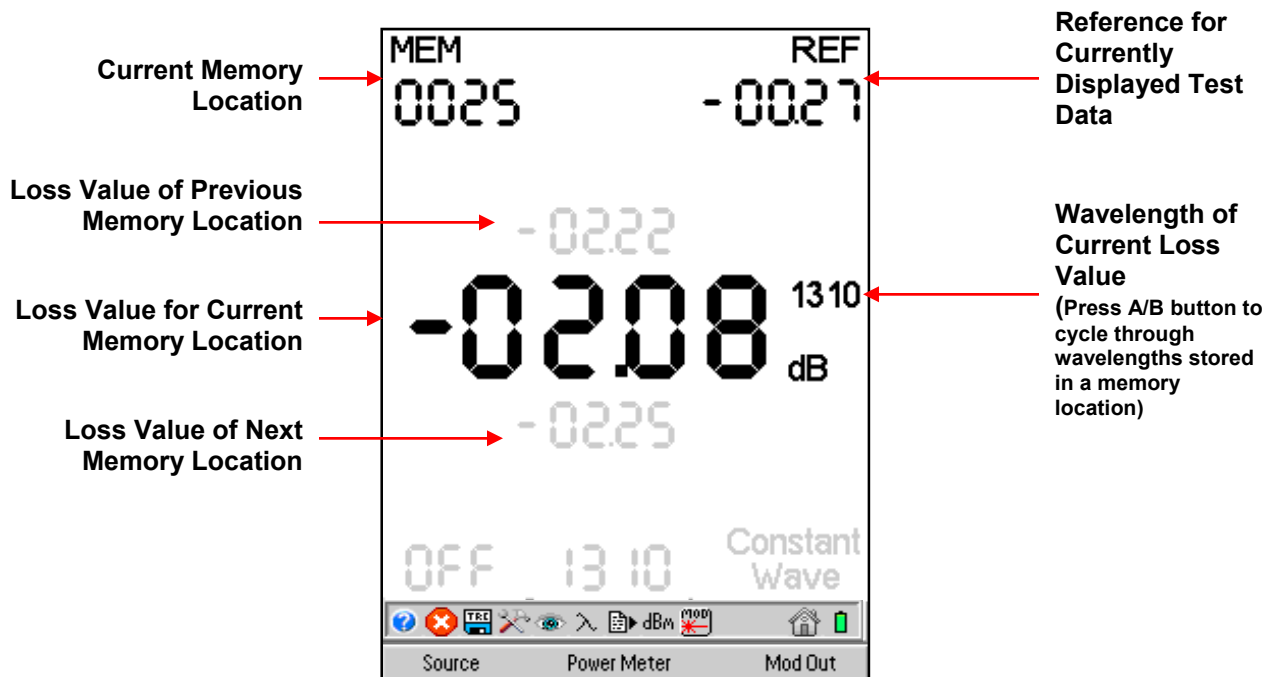 Current Memory
Location
Loss Value of Previous
Memory Location
Loss Value for Current
Memory Location
Loss Value of Next
Memory Location
MEM
REF
0025
-00.27
-02.22
-02.08
1310
dB
-02.25
OFF
1310
Constant
Wave
TRC
λ
dBm
MOD
Source
Power Meter
Mod Out
Reference for
Currently
Displayed Test
Data
Wavelength of
Current Loss
Value
(Press A/B button to
cycle through
wavelengths stored
in a memory
location)